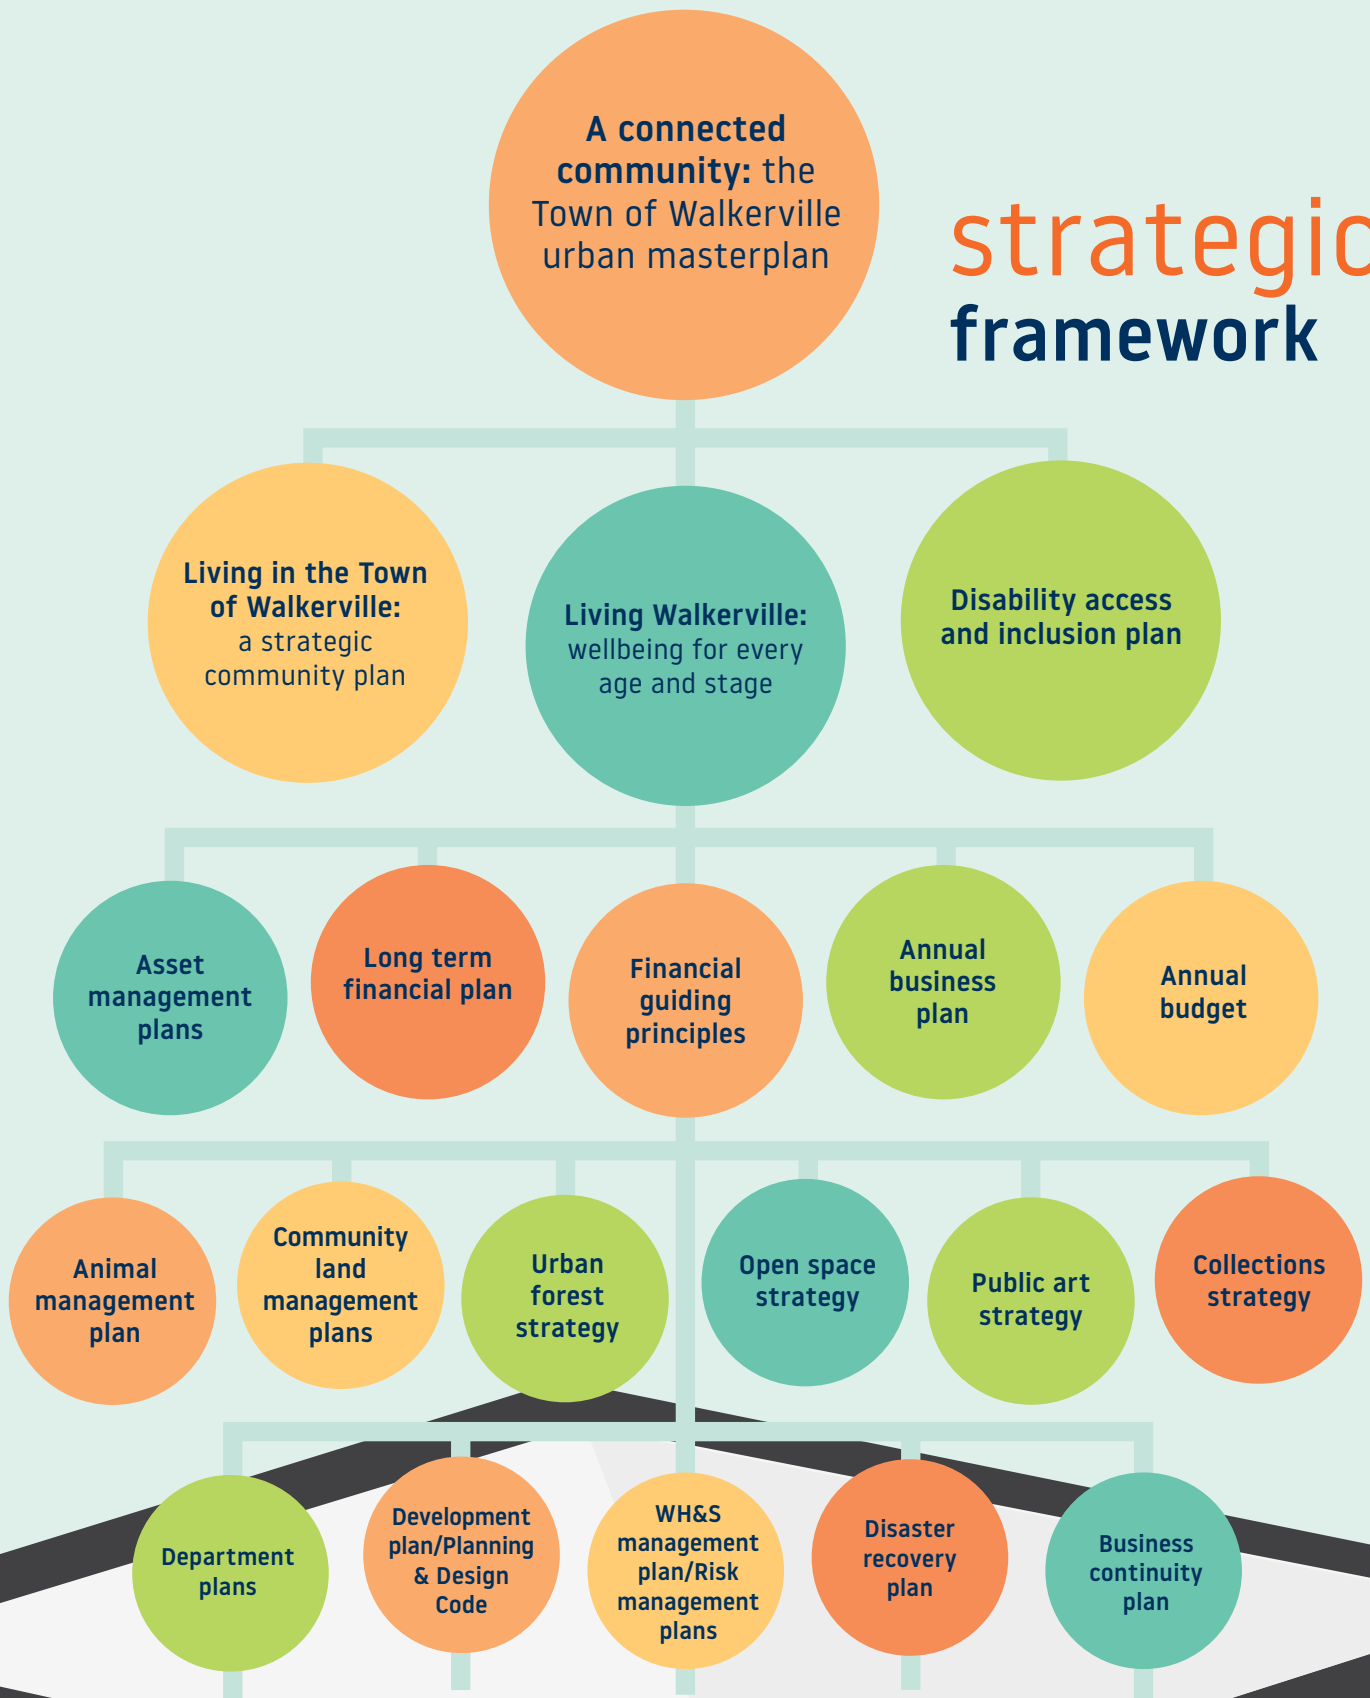 A connected
community: the
Town of Walkerville
urban masterplan
strategic
framework
Living in the Town
of Walkerville:
a strategic
community plan
Living Walkerville:
wellbeing for every
age and stage
Disability access
and inclusion plan
Asset
management
plans
Long term
financial plan
Financial
guiding
principles
Annual
business
plan
Annual
budget
Animal
management
plan
Community
land
management
plans
Urban
forest
strategy
Open space
strategy
Public art
strategy
Collections
strategy
Department
plans
Development
plan/Planning
& Design
Code
WH&S
management
plan/Risk
management
plans
Disaster
recovery
plan
Business
continuity
plan